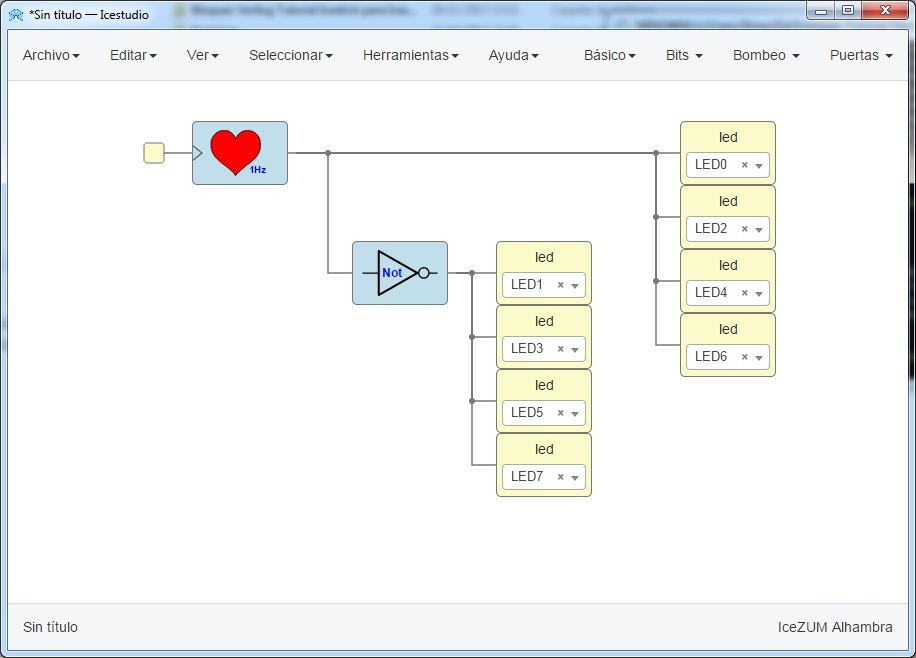 *Sin título — Icestudio
Archivo Editar Ver Seleccionar Herramientas Ayuda Básico Bits Bombeo Puertas
1Hz
led
LED0 ×
led
LED2 ×
led
LED4 ×
led
LED6 ×
Not
led
LED1 ×
led
LED3 ×
led
LED5 ×
led
LED7 ×
Sin título
IceZUM Alhambra